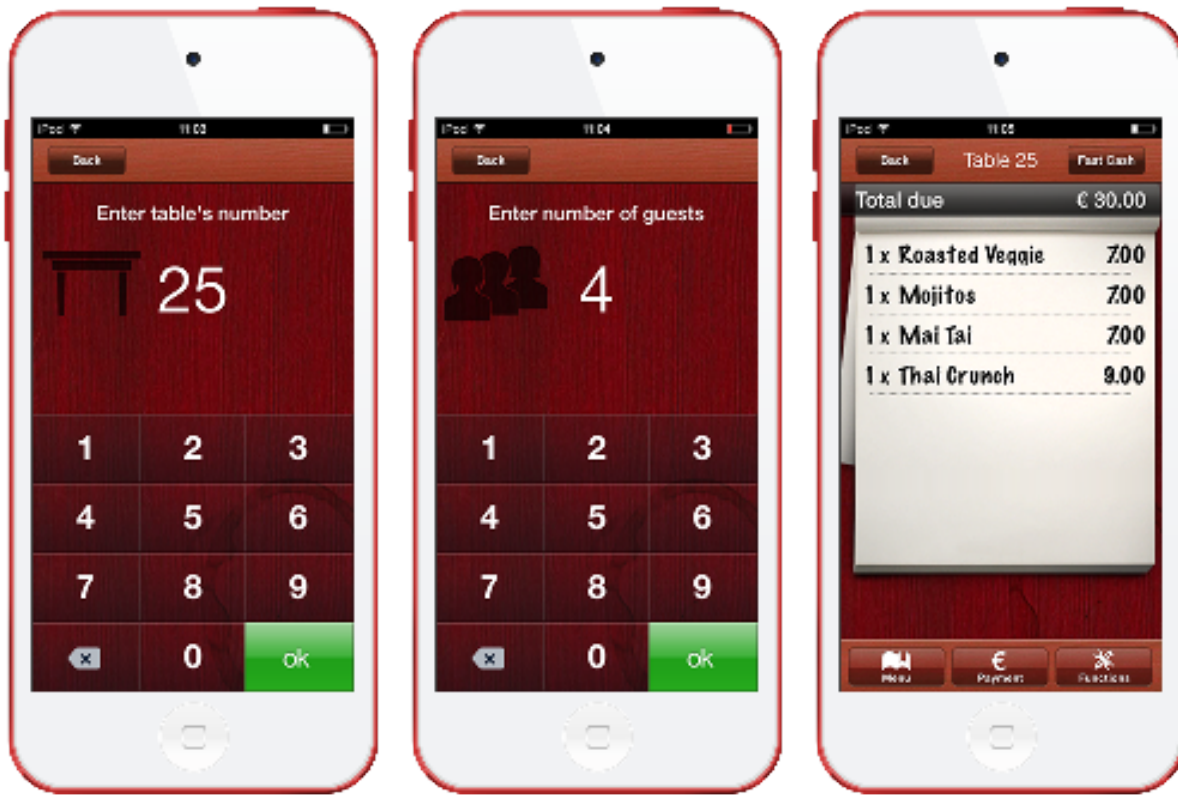 iPod 11:03
Back
Enter table's number
25
1 2 3
4 5 6
7 8 9
0 ok
iPod 11:04
Back
Enter number of guests
4
1 2 3
4 5 6
7 8 9
0 ok
iPod 11:05
Back Table 25 Fast Cash
Total due € 30.00
1 x Roasted Veggie 7.00
1 x Mojitos 7.00
1 x Mai Tai 7.00
1 x Thai Crunch 9.00
€
Menu Payment Functions